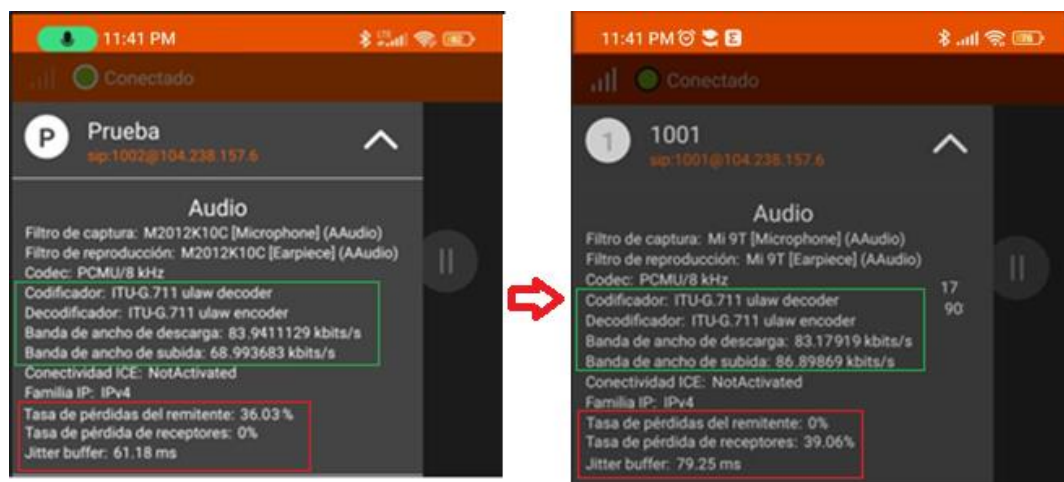 11:41 PM
Conectado
P
Prueba
sip:1002@104.238.157.6
Audio
Filtro de captura: M2012K10C [Microphone] (AAudio)
Filtro de reproducción: M2012K10C [Earpiece] (AAudio)
Codec: PCMU/8 kHz
Codificador: ITU-G.711 ulaw decoder
Decodificador: ITU-G.711 ulaw encoder
Banda de ancho de descarga: 83.9411129 kbits/s
Banda de ancho de subida: 68.993683 kbits/s
Conectividad ICE: NotActivated
Familia IP: IPv4
Tasa de pérdidas del remitente: 36.03 %
Tasa de pérdida de receptores: 0%
Jitter buffer: 61.18 ms
11:41 PM
Conectado
1
1001
sip:1001@104.238.157.6
Audio
Filtro de captura: Mi 9T [Microphone] (AAudio)
Filtro de reproducción: Mi 9T [Earpiece] (AAudio)
Codec: PCMU/8 kHz
Codificador: ITU-G.711 ulaw decoder
Decodificador: ITU-G.711 ulaw encoder
Banda de ancho de descarga: 83.17919 kbits/s
Banda de ancho de subida: 86.89869 kbits/s
Conectividad ICE: NotActivated
Familia IP: IPv4
Tasa de pérdidas del remitente: 0%
Tasa de pérdida de receptores: 39.06%
Jitter buffer: 79.25 ms
17
90